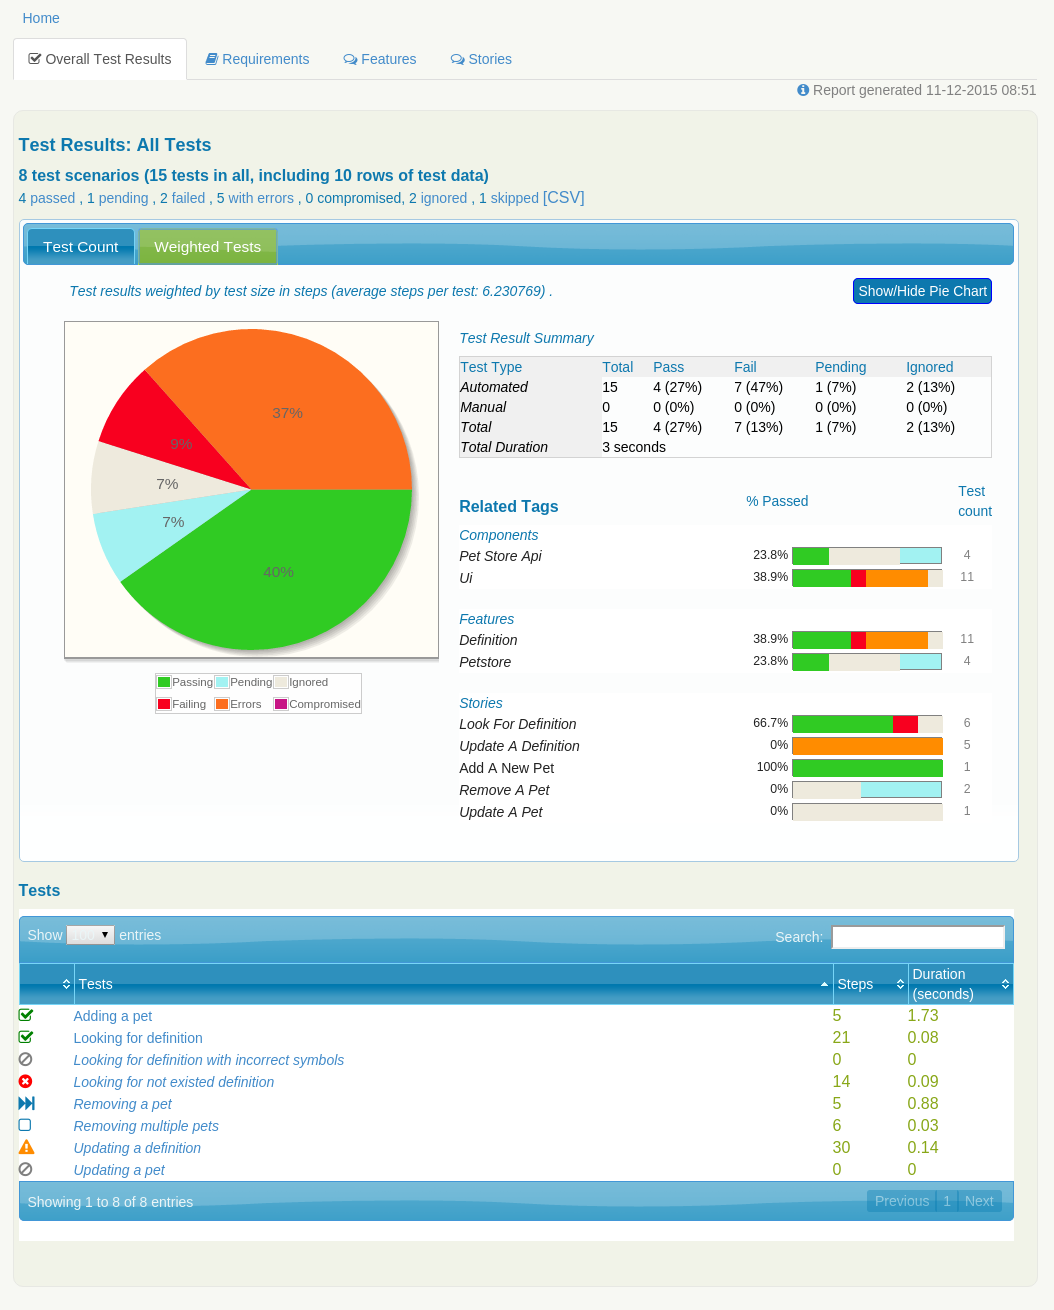 Home
Overall Test Results Requirements Features Stories
Report generated 11-12-2015 08:51
Test Results: All Tests
8 test scenarios (15 tests in all, including 10 rows of test data)
4 passed , 1 pending , 2 failed , 5 with errors , 0 compromised, 2 ignored , 1 skipped [CSV]
Test Count Weighted Tests
Test results weighted by test size in steps (average steps per test: 6.230769) .
Show/Hide Pie Chart
37%
9%
7%
7%
40%
Passing Pending Ignored
Failing Errors Compromised
Test Result Summary
Test Type Total Pass Fail Pending Ignored
Automated 15 4 (27%) 7 (47%) 1 (7%) 2 (13%)
Manual 0 0 (0%) 0 (0%) 0 (0%) 0 (0%)
Total 15 4 (27%) 7 (13%) 1 (7%) 2 (13%)
Total Duration 3 seconds
Related Tags % Passed Test count
Components
Pet Store Api 23.8% 4
Ui 38.9% 11
Features
Definition 38.9% 11
Petstore 23.8% 4
Stories
Look For Definition 66.7% 6
Update A Definition 0% 5
Add A New Pet 100% 1
Remove A Pet 0% 2
Update A Pet 0% 1
Tests
Show entries Search:
Tests Steps Duration (seconds)
Adding a pet 5 1.73
Looking for definition 21 0.08
Looking for definition with incorrect symbols 0 0
Looking for not existed definition 14 0.09
Removing a pet 5 0.88
Removing multiple pets 6 0.03
Updating a definition 30 0.14
Updating a pet 0 0
Showing 1 to 8 of 8 entries Previous 1 Next